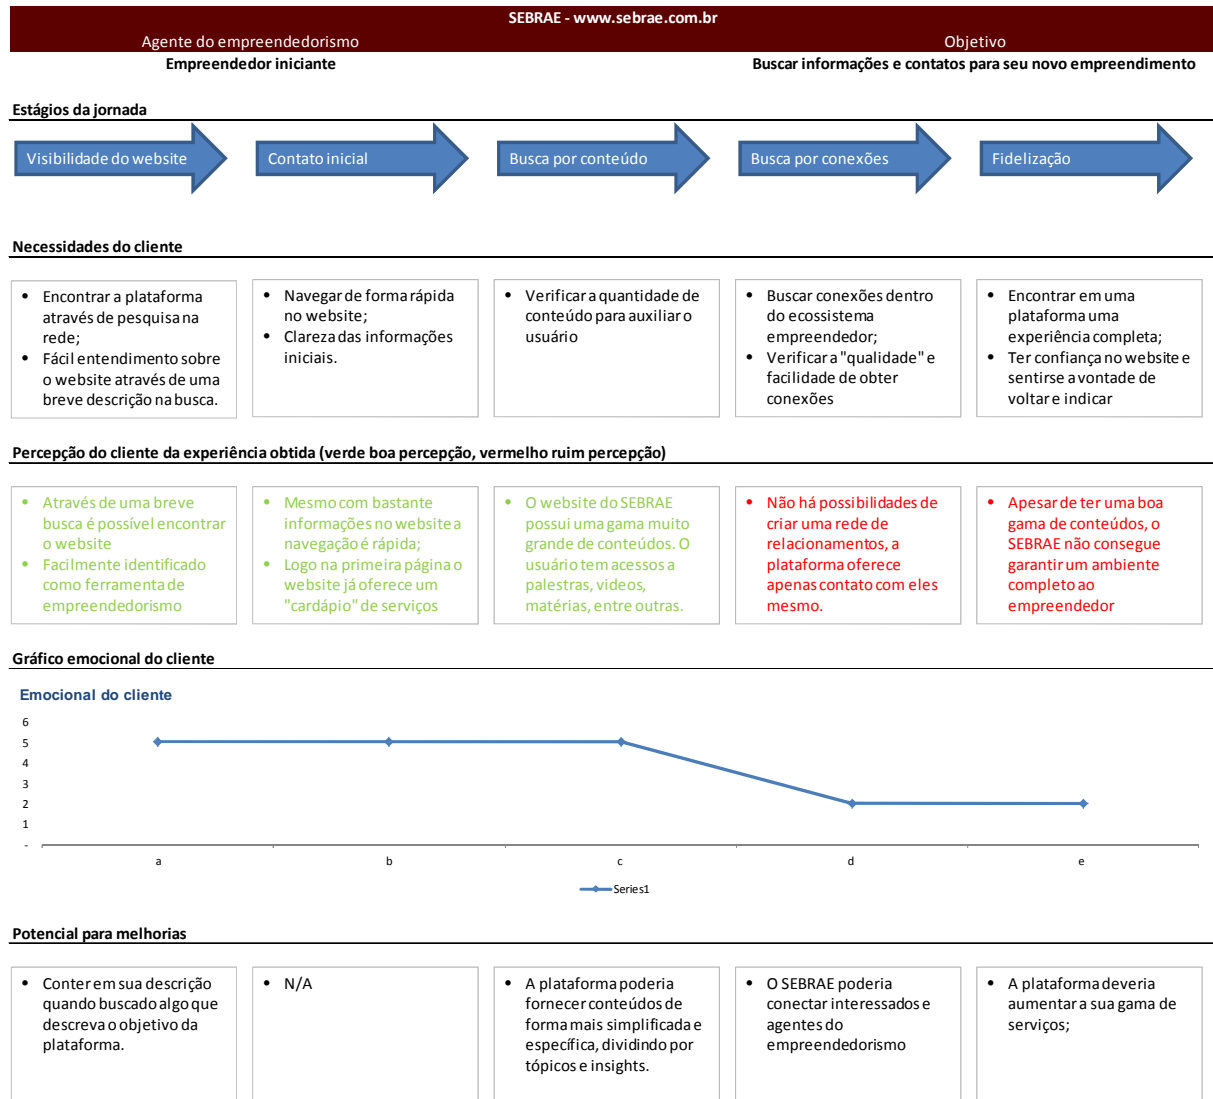 SEBRAE - www.sebrae.com.br
Agente do empreendedorismo
Objetivo
Empreendedor iniciante
Buscar informações e contatos para seu novo empreendimento
Estágios da jornada
Visibilidade do website
Contato inicial
Busca por conteúdo
Busca por conexões
Fidelização
Necessidades do cliente
• Encontrar a plataforma
através de pesquisa na
rede;
• Fácil entendimento sobre
o website através de uma
breve descrição na busca.
• Navegar de forma rápida
no website;
• Clareza das informações
iniciais.
• Verificar a quantidade de
conteúdo para auxiliar o
usuário
• Buscar conexões dentro
do ecossistema
empreendedor;
• Verificar a "qualidade" e
facilidade de obter
conexões
• Encontrar em uma
plataforma uma
experiência completa;
• Ter confiança no website e
sentirse a vontade de
voltar e indicar
Percepção do cliente da experiência obtida (verde boa percepção, vermelho ruim percepção)
• Através de uma breve
busca é possível encontrar
o website
• Facilmente identificado
como ferramenta de
empreendedorismo
• Mesmo com bastante
informações no website a
navegação é rápida;
• Logo na primeira página o
website já oferece um
"cardápio" de serviços
• O website do SEBRAE
possui uma gama muito
grande de conteúdos. O
usuário tem acessos a
palestras, videos,
matérias, entre outras.
• Não há possibilidades de
criar uma rede de
relacionamentos, a
plataforma oferece
apenas contato com eles
mesmo.
• Apesar de ter uma boa
gama de conteúdos, o
SEBRAE não consegue
garantir um ambiente
completo ao
empreendedor
Gráfico emocional do cliente
Emocional do cliente
6
5
4
3
2
1
-
a
b
c
d
e
Series1
Potencial para melhorias
• Conter em sua descrição
quando buscado algo que
descreva o objetivo da
plataforma.
• N/A
• A plataforma poderia
fornecer conteúdos de
forma mais simplificada e
específica, dividindo por
tópicos e insights.
• O SEBRAE poderia
conectar interessados e
agentes do
empreendedorismo
• A plataforma deveria
aumentar a sua gama de
serviços;